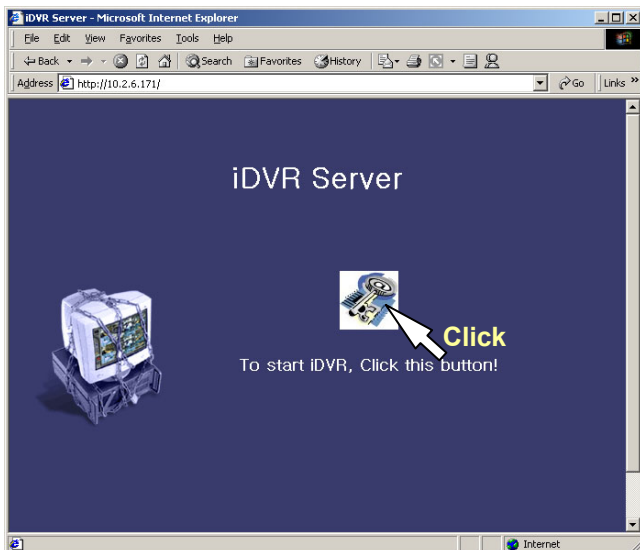 iDVR Server - Microsoft Internet Explorer
File Edit View Favorites Tools Help
Back Search Favorites History
Address http://10.2.6.171/ Go Links »
iDVR Server
Click
To start iDVR, Click this button!
Internet